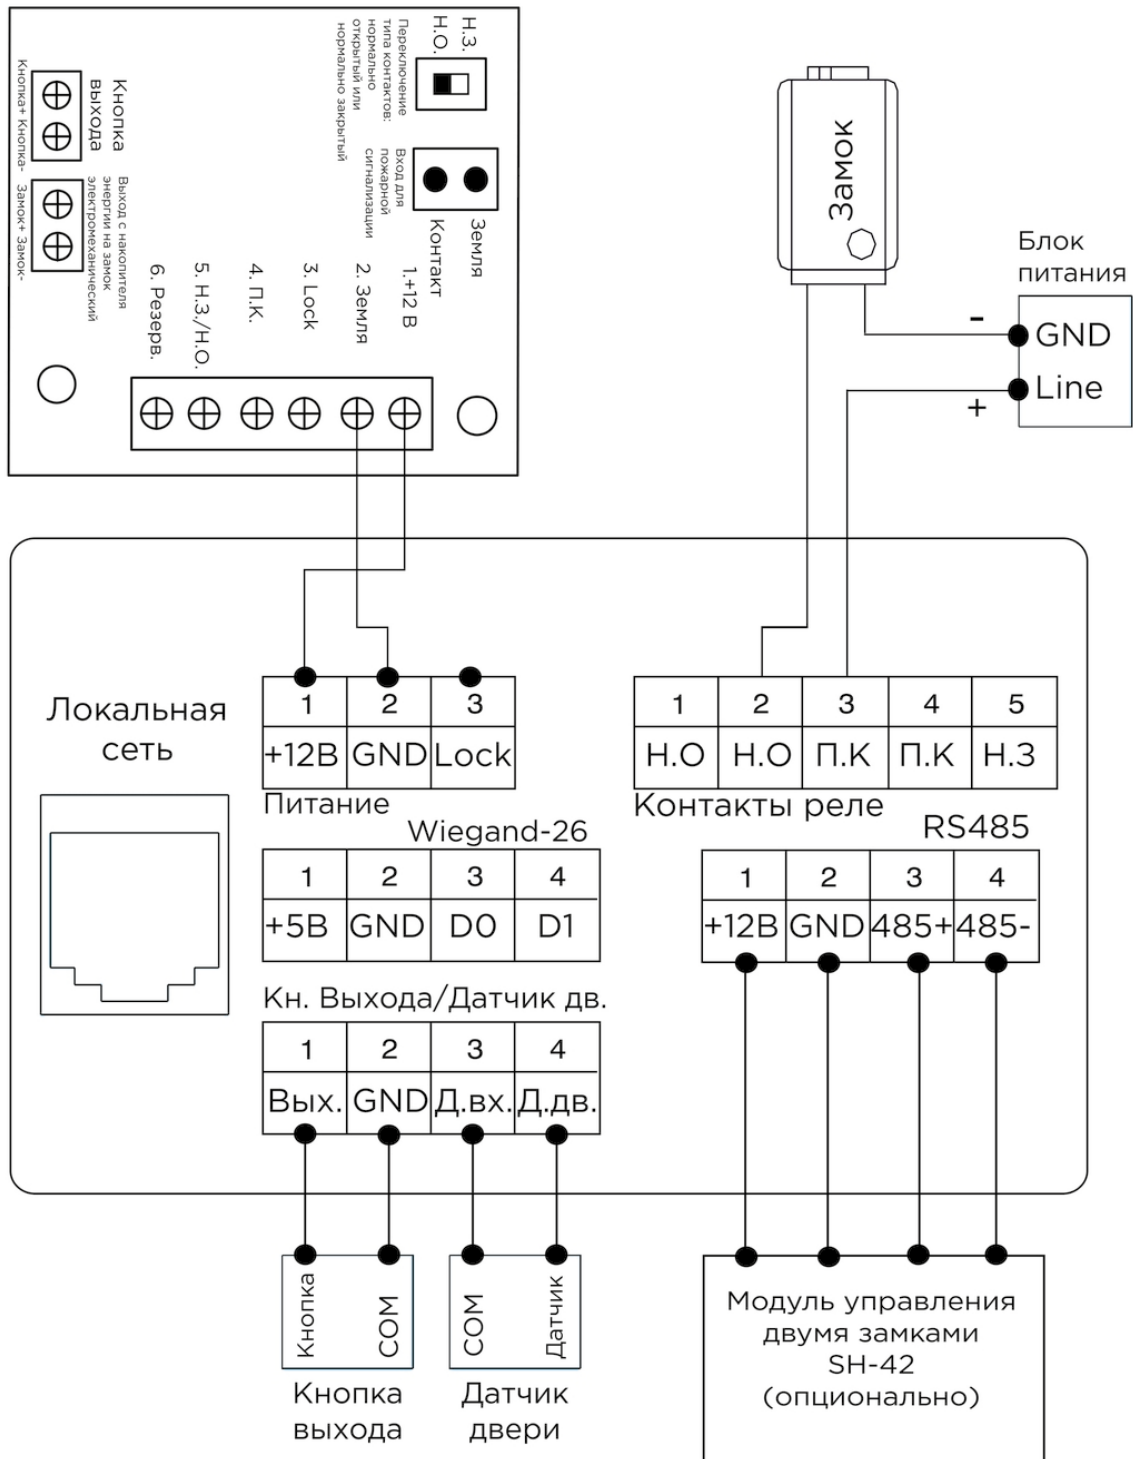 Н.З.
Н.О.
Переключение
типа контактов:
нормально
открытый или
нормально закрытый
Кнопка
выхода
Кнопка+ Кнопка-
Вход для
пожарной
сигнализации
Земля
Контакт
Выход с накопителя
энергии на замок
электромеханический
Замок+ Замок-
6. Резерв.
5. Н.З./Н.О.
4. П.К.
3. Lock
2. Земля
1.+12 В
Замок
Блок
питания
-
GND
Line
+
Локальная
сеть
1 2 3
+12В GND Lock
Питание
1 2 3 4 5
Н.О Н.О П.К П.К Н.З
Контакты реле
Wiegand-26
1 2 3 4
+5В GND D0 D1
RS485
1 2 3 4
+12В GND 485+ 485-
Кн. Выхода/Датчик дв.
1 2 3 4
Вых. GND Д.вх. Д.дв.
Кнопка
COM
COM
Датчик
Кнопка
выхода
Датчик
двери
Модуль управления
двумя замками
SH-42
(опционально)